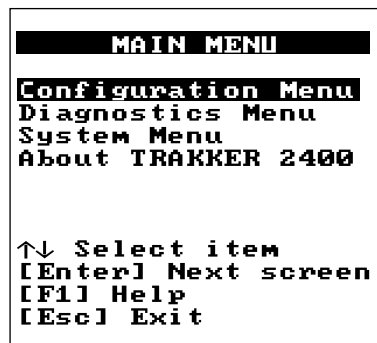 MAIN MENU
Configuration Menu
Diagnostics Menu
System Menu
About TRAKKER 2400
↑↓ Select item
[Enter] Next screen
[F1] Help
[Esc] Exit